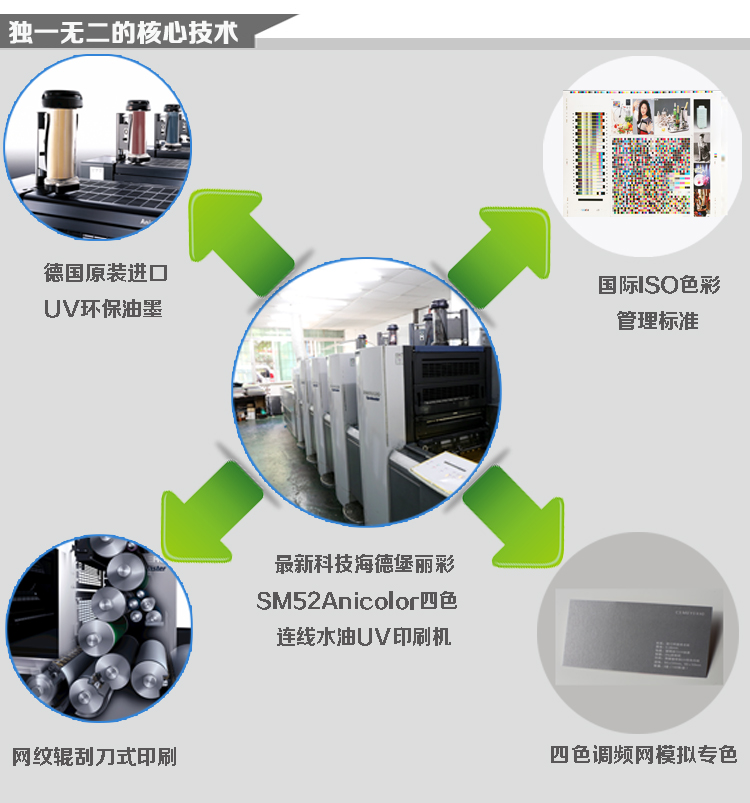 独一无二的核心技术
德国原装进口
UV环保油墨
国际ISO色彩
管理标准
最新科技海德堡丽彩
SM52Anicolor四色
连线水油UV印刷机
网纹辊刮刀式印刷
四色调频网模拟专色